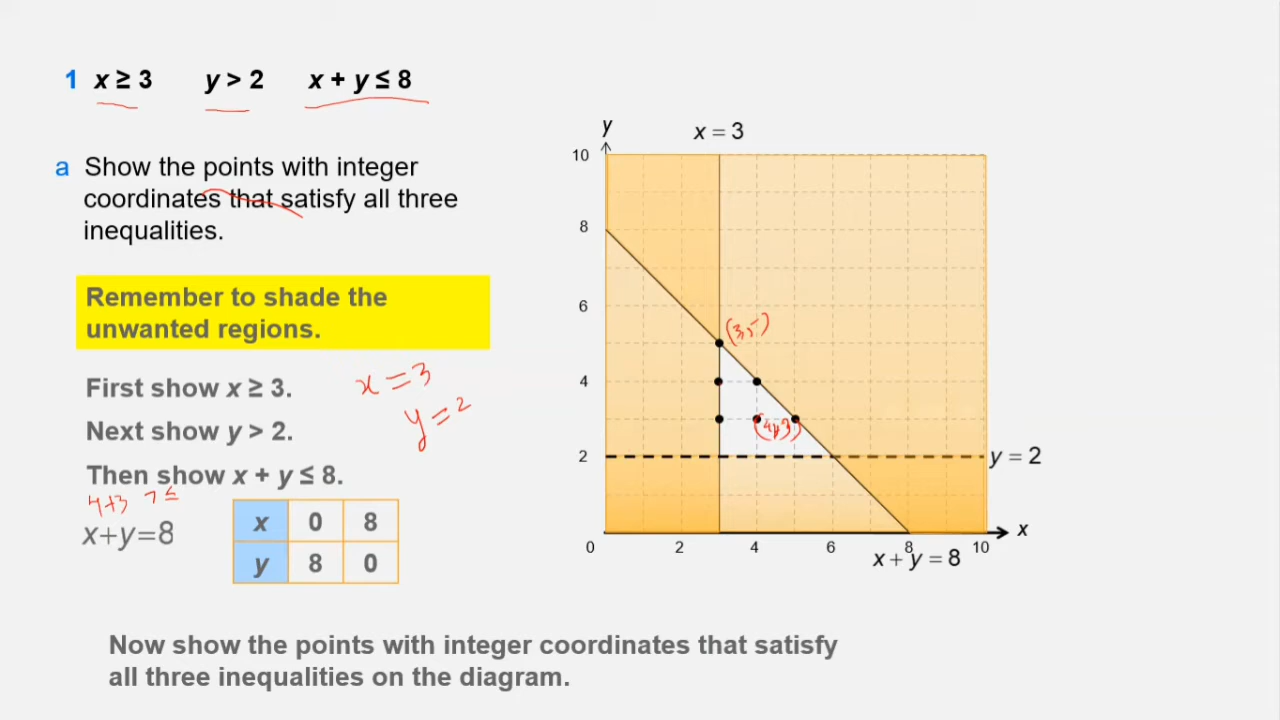 1 x ≥ 3 y > 2 x + y ≤ 8
a Show the points with integer
coordinates that satisfy all three
inequalities.
Remember to shade the
unwanted regions.
First show x ≥ 3.
Next show y > 2.
Then show x + y ≤ 8.
x = 3
y = 2
4+3 7 ≤
x+y=8
x 0 8
y 8 0
y
x = 3
10
8
6
4
2
0 2 4 6 8 10
x
y = 2
x + y = 8
(4,3)
Now show the points with integer coordinates that satisfy
all three inequalities on the diagram.